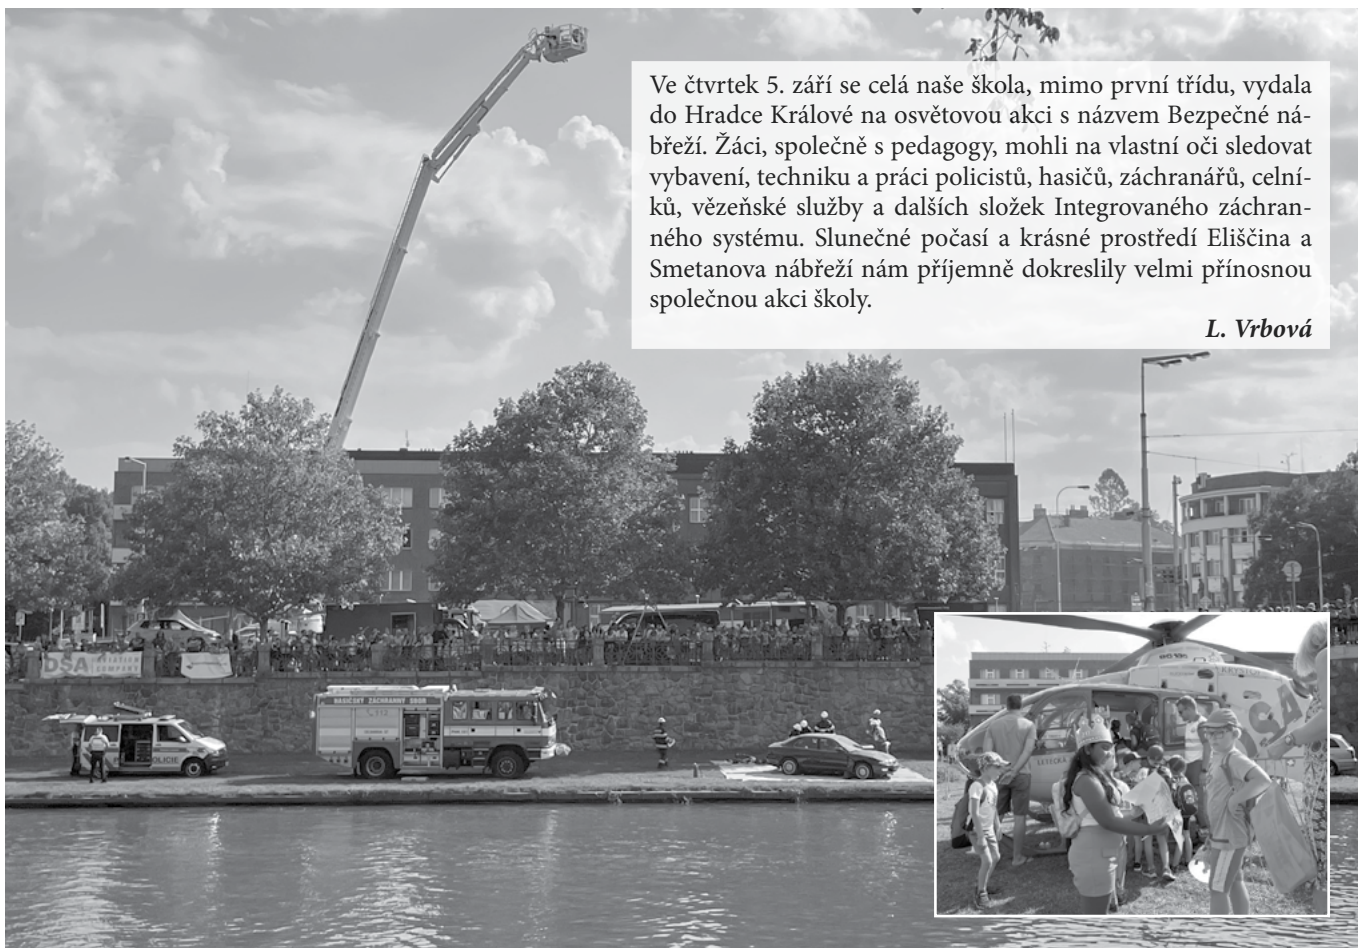 Ve čtvrtek 5. září se celá naše škola, mimo první třídu, vydala
do Hradce Králové na osvětovou akci s názvem Bezpečné ná-
břeží. Žáci, společně s pedagogy, mohli na vlastní oči sledovat
vybavení, techniku a práci policistů, hasičů, záchranářů, celní-
ků, vězeňské služby a dalších složek Integrovaného záchran-
ného systému. Slunečné počasí a krásné prostředí Eliščina a
Smetanova nábřeží nám příjemně dokreslily velmi přínosnou
společnou akci školy.
L. Vrbová
DSA
HASIČSKÝ ZÁCHRANNÝ SBOR
112
POLICIE
KRYŠTOF
DSA
LETECKÁ